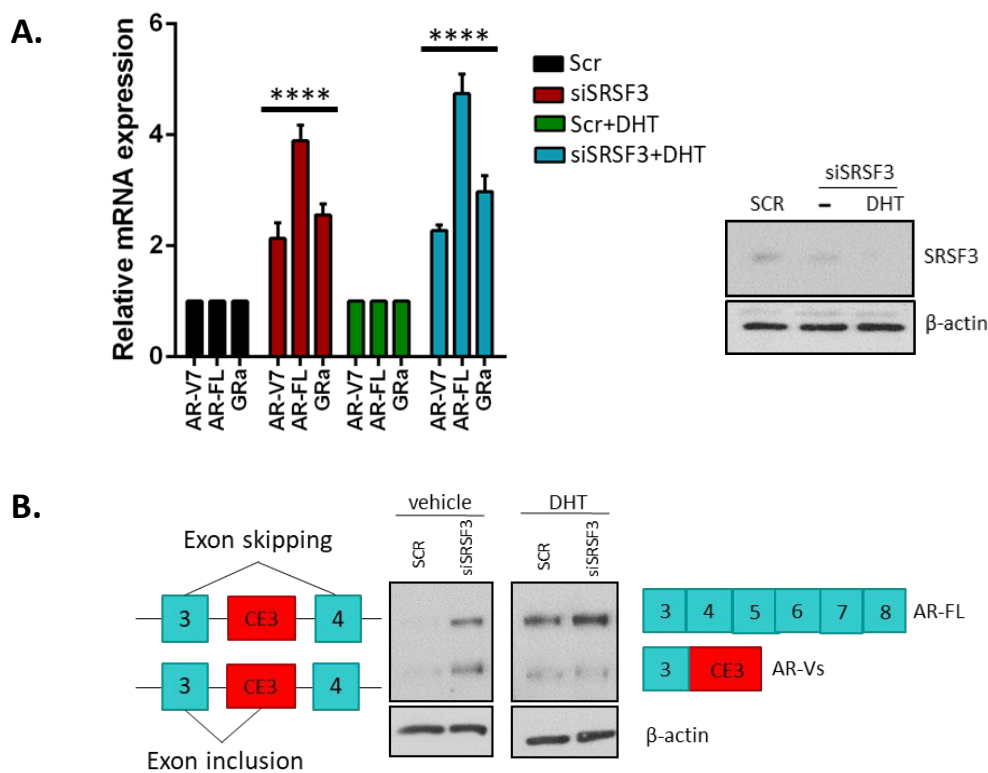 A.
Relative mRNA expression
6
4
2
0
****
****
AR-V7
AR-FL
GRa
AR-V7
AR-FL
GRa
AR-V7
AR-FL
GRa
AR-V7
AR-FL
GRa
Scr
siSRSF3
Scr+DHT
siSRSF3+DHT
siSRSF3
SCR – DHT
SRSF3
β-actin
B.
Exon skipping
3 CE3 4
3 CE3 4
Exon inclusion
vehicle DHT
SCR siSRSF3 SCR siSRSF3
3 4 5 6 7 8 AR-FL
3 CE3 AR-Vs
β-actin